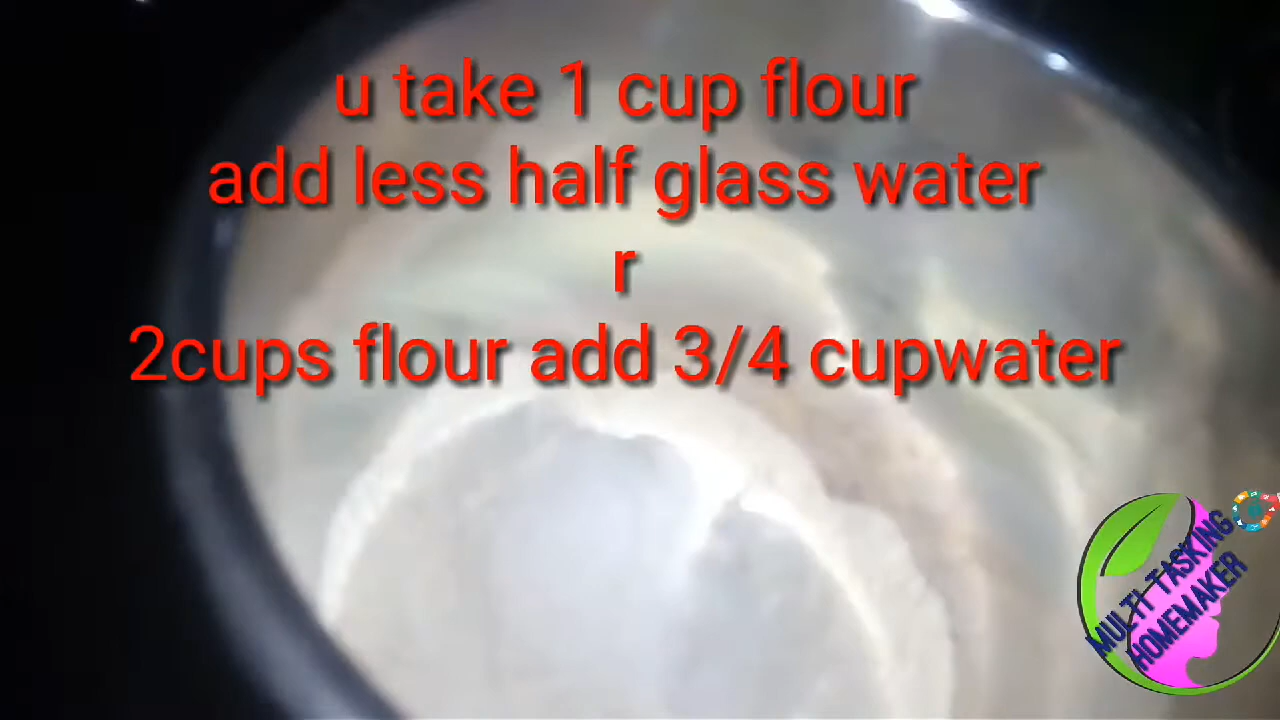 u take 1 cup flour
add less half glass water
r
2cups flour add 3/4 cupwater
MULTI TASKING
HOMEMAKER